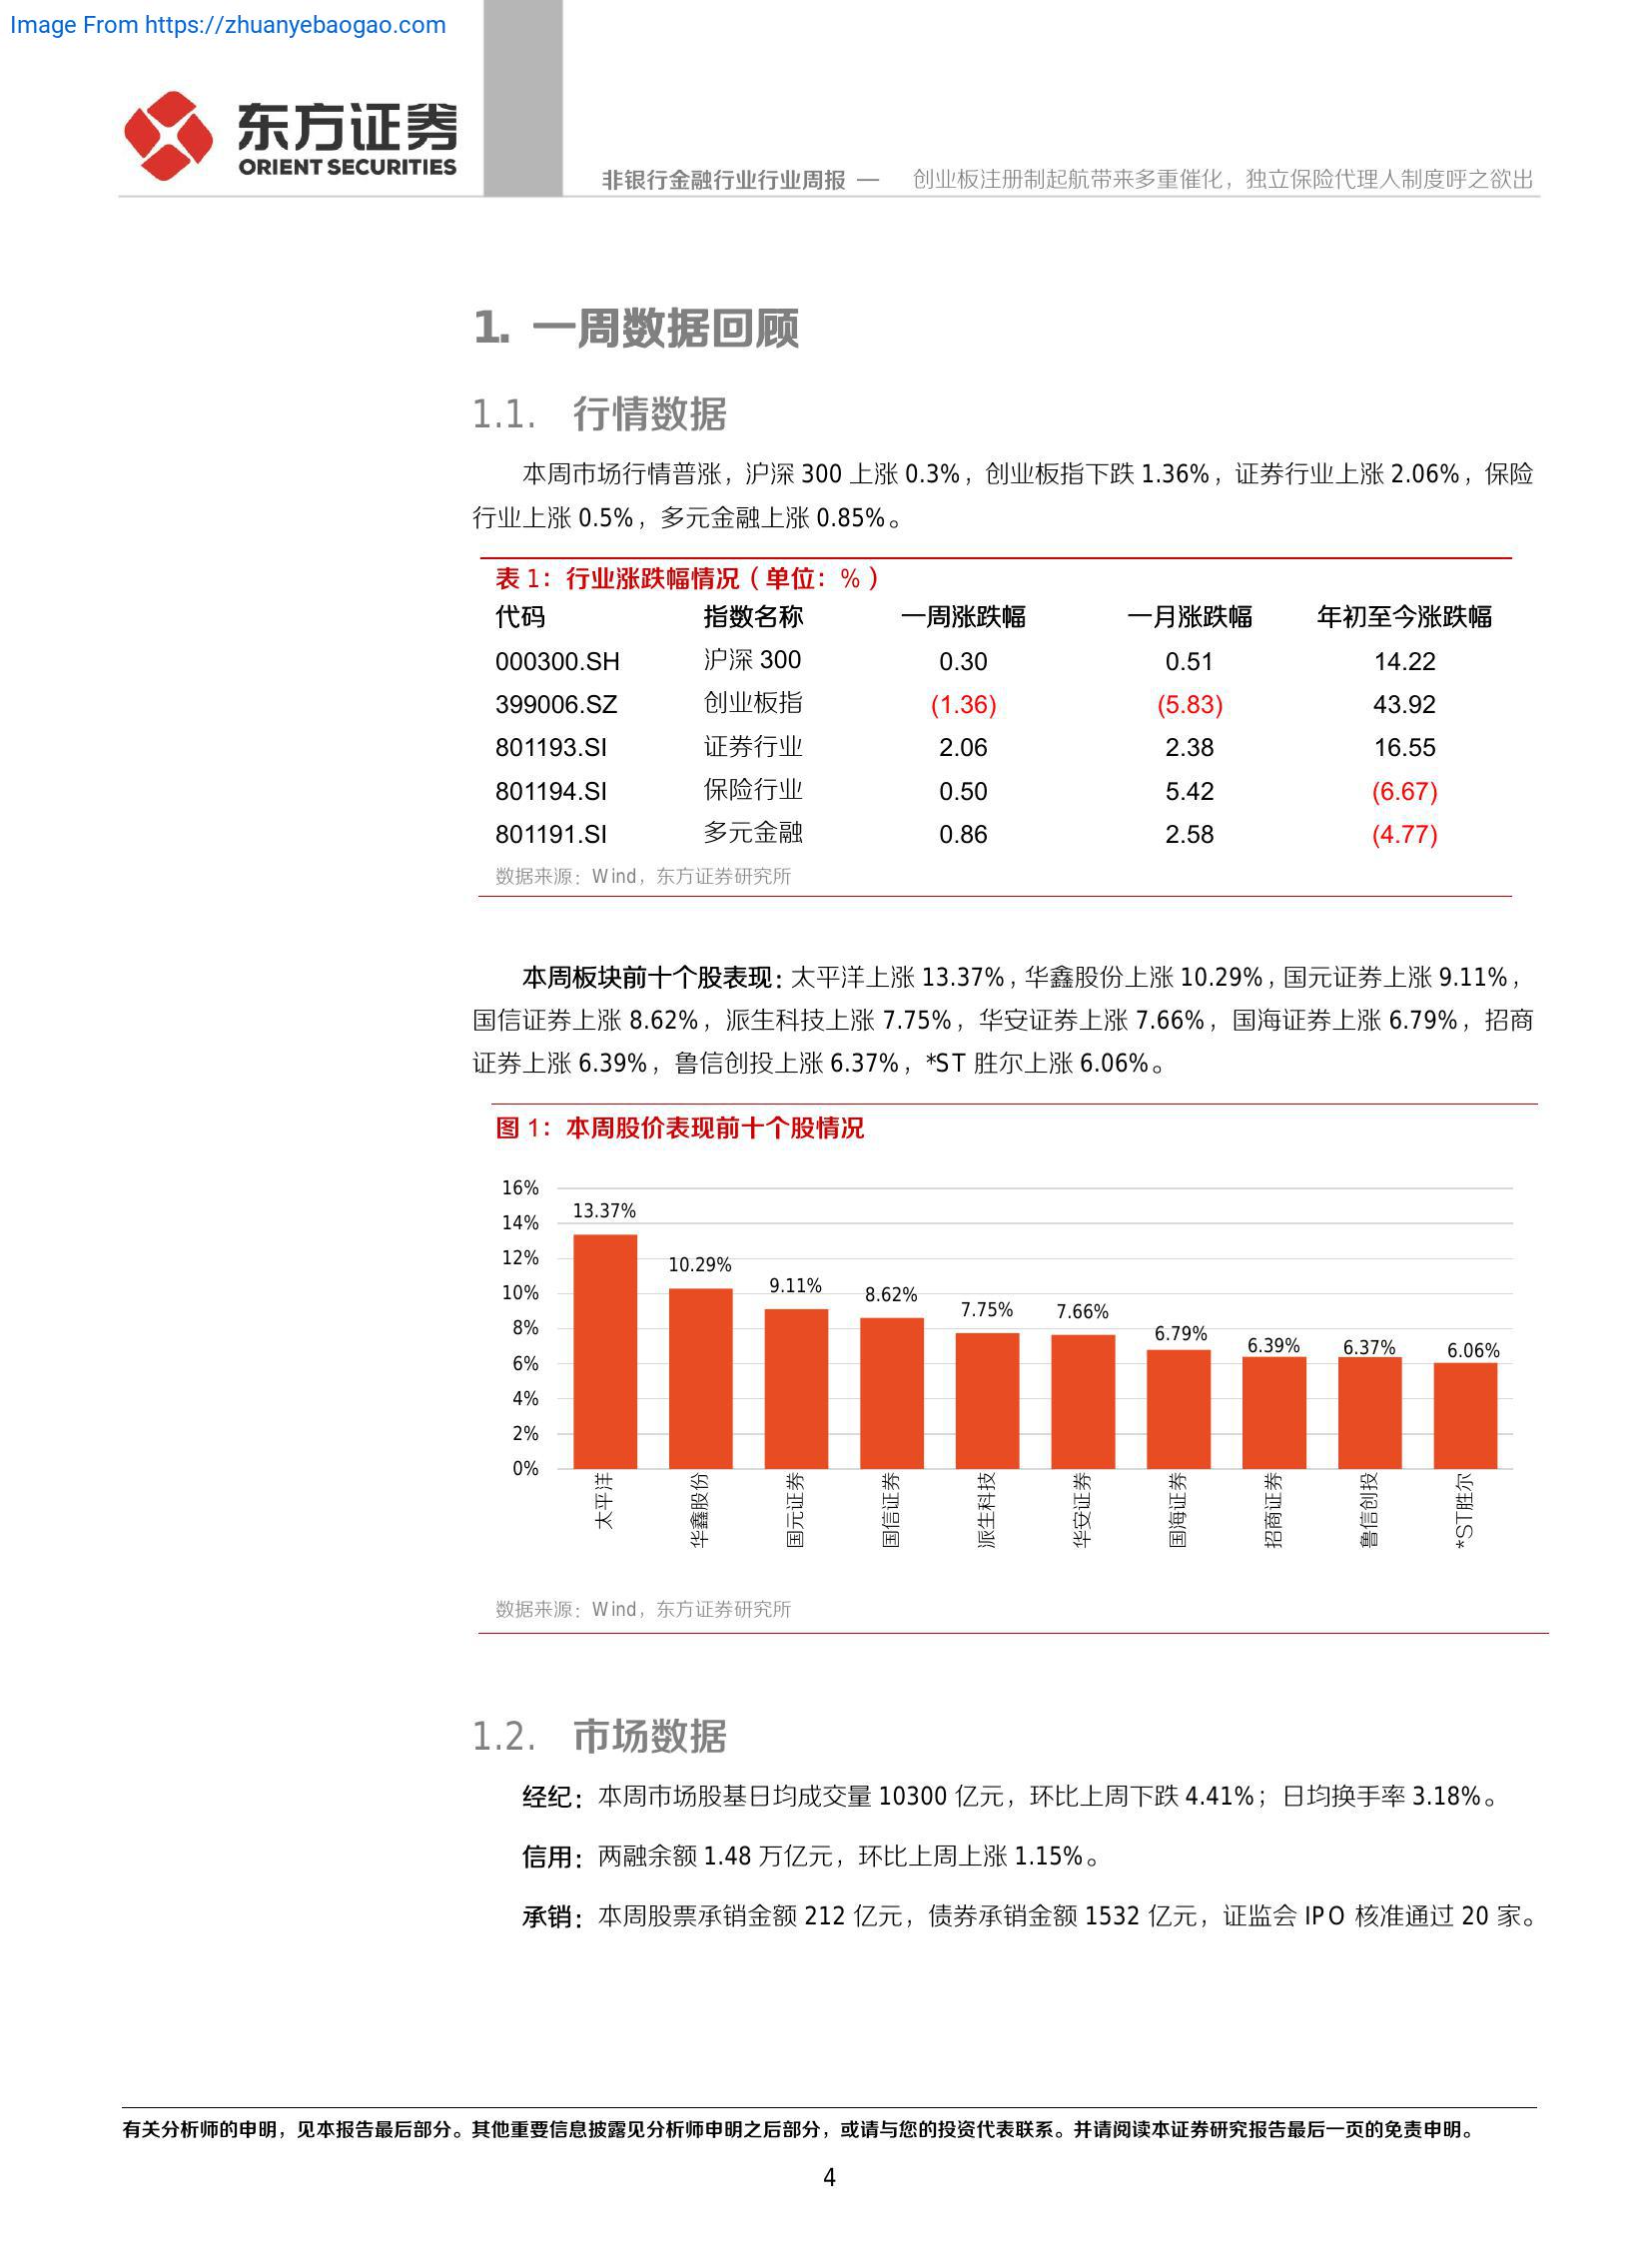 Image From https://zhuanyebaogao.com
东方证券
ORIENT SECURITIES
非银行金融行业行业周报 — 创业板注册制起航带来多重催化，独立保险代理人制度呼之欲出
1. 一周数据回顾
1.1. 行情数据
本周市场行情普涨，沪深 300 上涨 0.3%，创业板指下跌 1.36%，证券行业上涨 2.06%，保险
行业上涨 0.5%，多元金融上涨 0.85%。
表 1：行业涨跌幅情况（单位：%）
代码 指数名称 一周涨跌幅 一月涨跌幅 年初至今涨跌幅
000300.SH 沪深 300 0.30 0.51 14.22
399006.SZ 创业板指 (1.36) (5.83) 43.92
801193.SI 证券行业 2.06 2.38 16.55
801194.SI 保险行业 0.50 5.42 (6.67)
801191.SI 多元金融 0.86 2.58 (4.77)
数据来源：Wind，东方证券研究所
本周板块前十个股表现：太平洋上涨 13.37%，华鑫股份上涨 10.29%，国元证券上涨 9.11%，
国信证券上涨 8.62%，派生科技上涨 7.75%，华安证券上涨 7.66%，国海证券上涨 6.79%，招商
证券上涨 6.39%，鲁信创投上涨 6.37%，*ST 胜尔上涨 6.06%。
图 1：本周股价表现前十个股情况
16%
14%
12%
10%
8%
6%
4%
2%
0%
13.37%
10.29%
9.11%
8.62%
7.75%
7.66%
6.79%
6.39%
6.37%
6.06%
太平洋
华鑫股份
国元证券
国信证券
派生科技
华安证券
国海证券
招商证券
鲁信创投
*ST胜尔
数据来源：Wind，东方证券研究所
1.2. 市场数据
经纪：本周市场股基日均成交量 10300 亿元，环比上周下跌 4.41%；日均换手率 3.18%。
信用：两融余额 1.48 万亿元，环比上周上涨 1.15%。
承销：本周股票承销金额 212 亿元，债券承销金额 1532 亿元，证监会 IPO 核准通过 20 家。
有关分析师的申明，见本报告最后部分。其他重要信息披露见分析师申明之后部分，或请与您的投资代表联系。并请阅读本证券研究报告最后一页的免责申明。
4